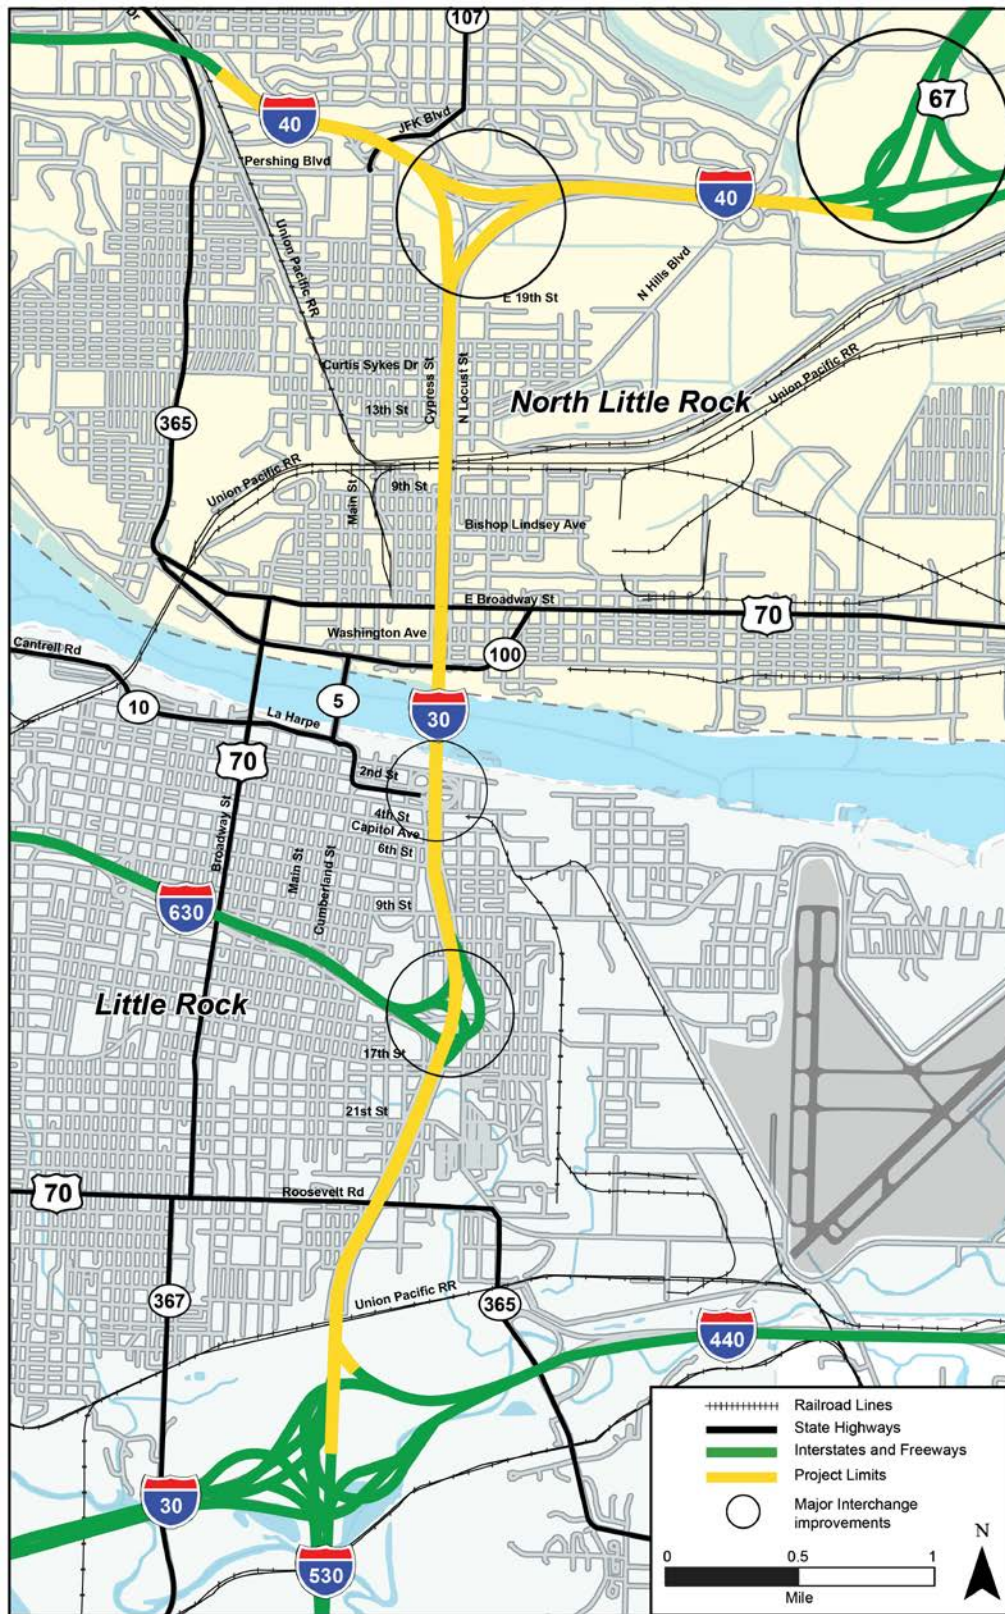 107
Dr
40
JFK Blvd
67
Pershing Blvd
40
Union Pacific RR
N Hills Blvd
E 19th St
Curtis Sykes Dr
Cypress St
N Locust St
Union Pacific RR
North Little Rock
13th St
365
Union Pacific RR
Main St
9th St
Bishop Lindsey Ave
E Broadway St
70
Washington Ave
100
Cantrell Rd
5
10
La Harpe
30
70
2nd St
4th St
Capitol Ave
6th St
Broadway St
Main St
Cumberland St
630
9th St
Little Rock
17th St
21st St
70
Roosevelt Rd
367
Union Pacific RR
365
440
30
530
Railroad Lines
State Highways
Interstates and Freeways
Project Limits
Major Interchange
improvements
N
0 0.5 1
Mile